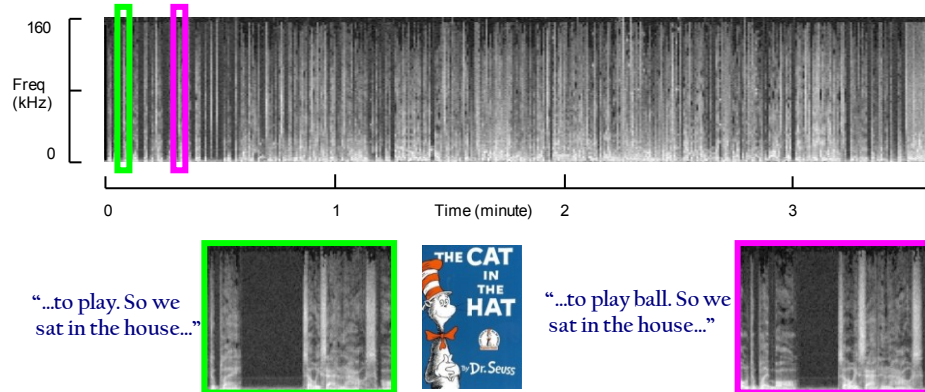 160
Freq
(kHz)
0
0 1 Time (minute) 2 3
"...to play. So we
sat in the house..."
THE CAT
IN
THE
HAT
By Dr. Seuss
"...to play ball. So we
sat in the house..."